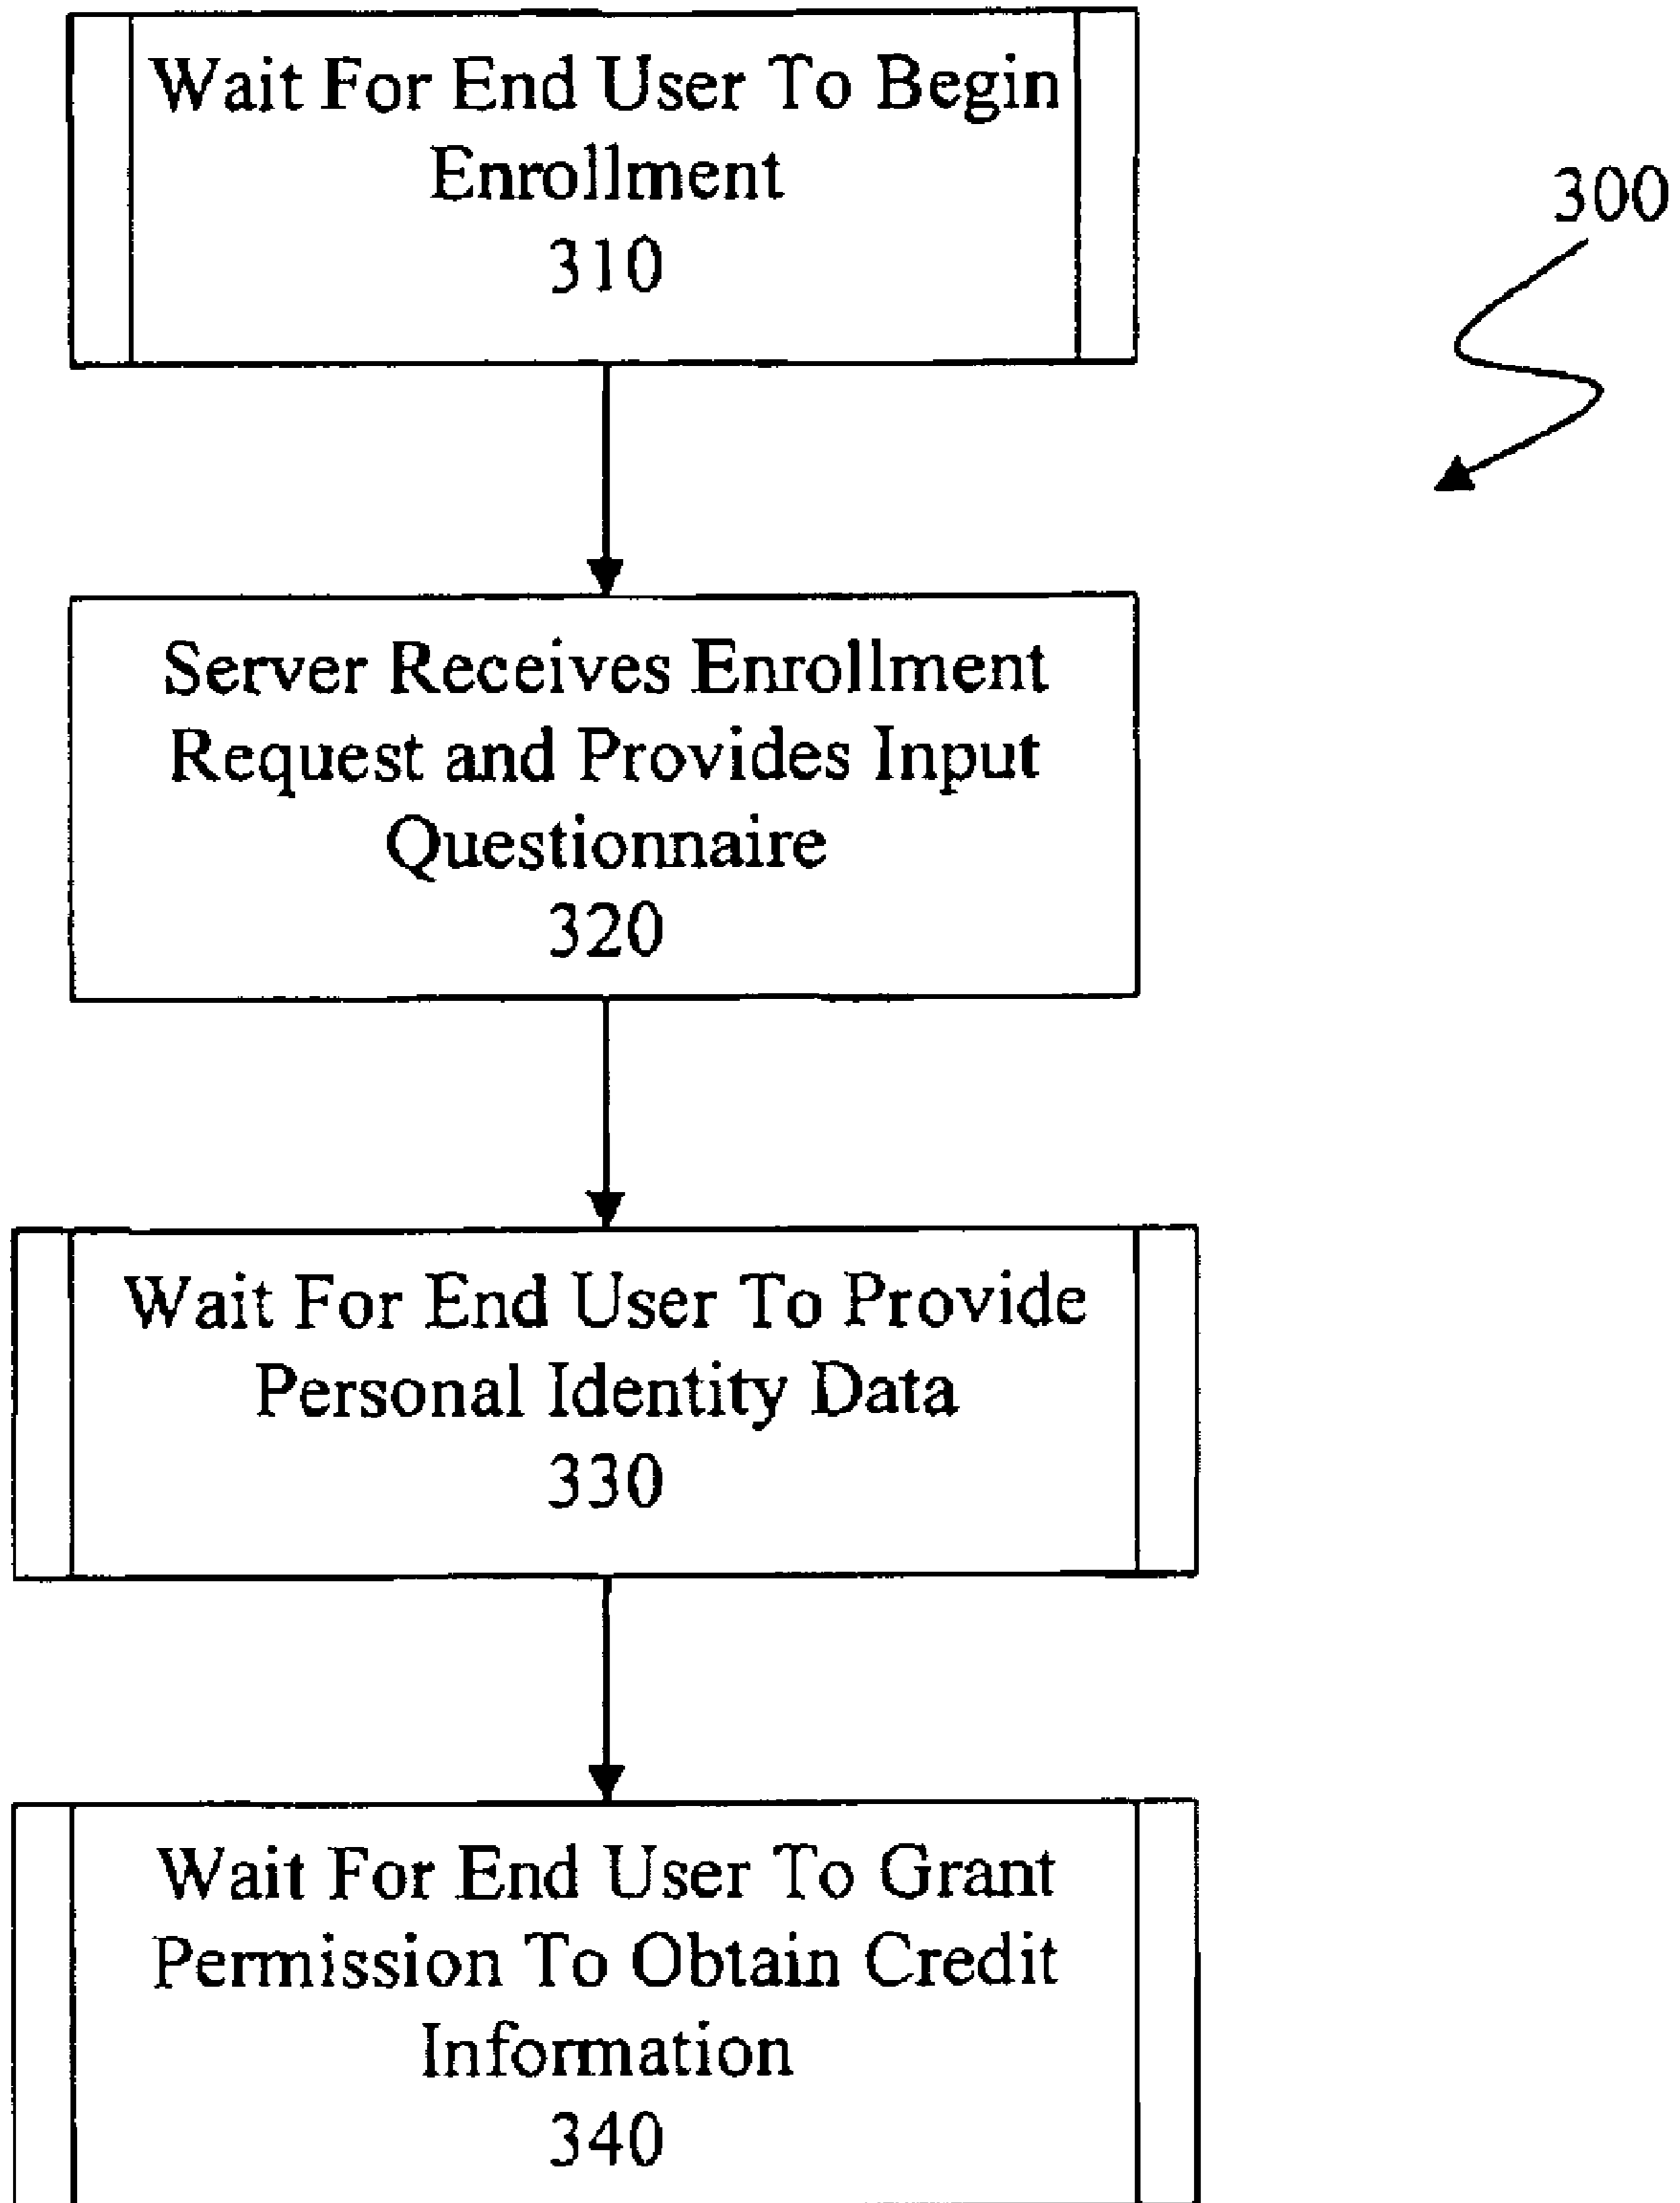 Wait For End User To Begin
Enrollment
310
300
Server Receives Enrollment
Request and Provides Input
Questionnaire
320
Wait For End User To Provide
Personal Identity Data
330
Wait For End User To Grant
Permission To Obtain Credit
Information
340